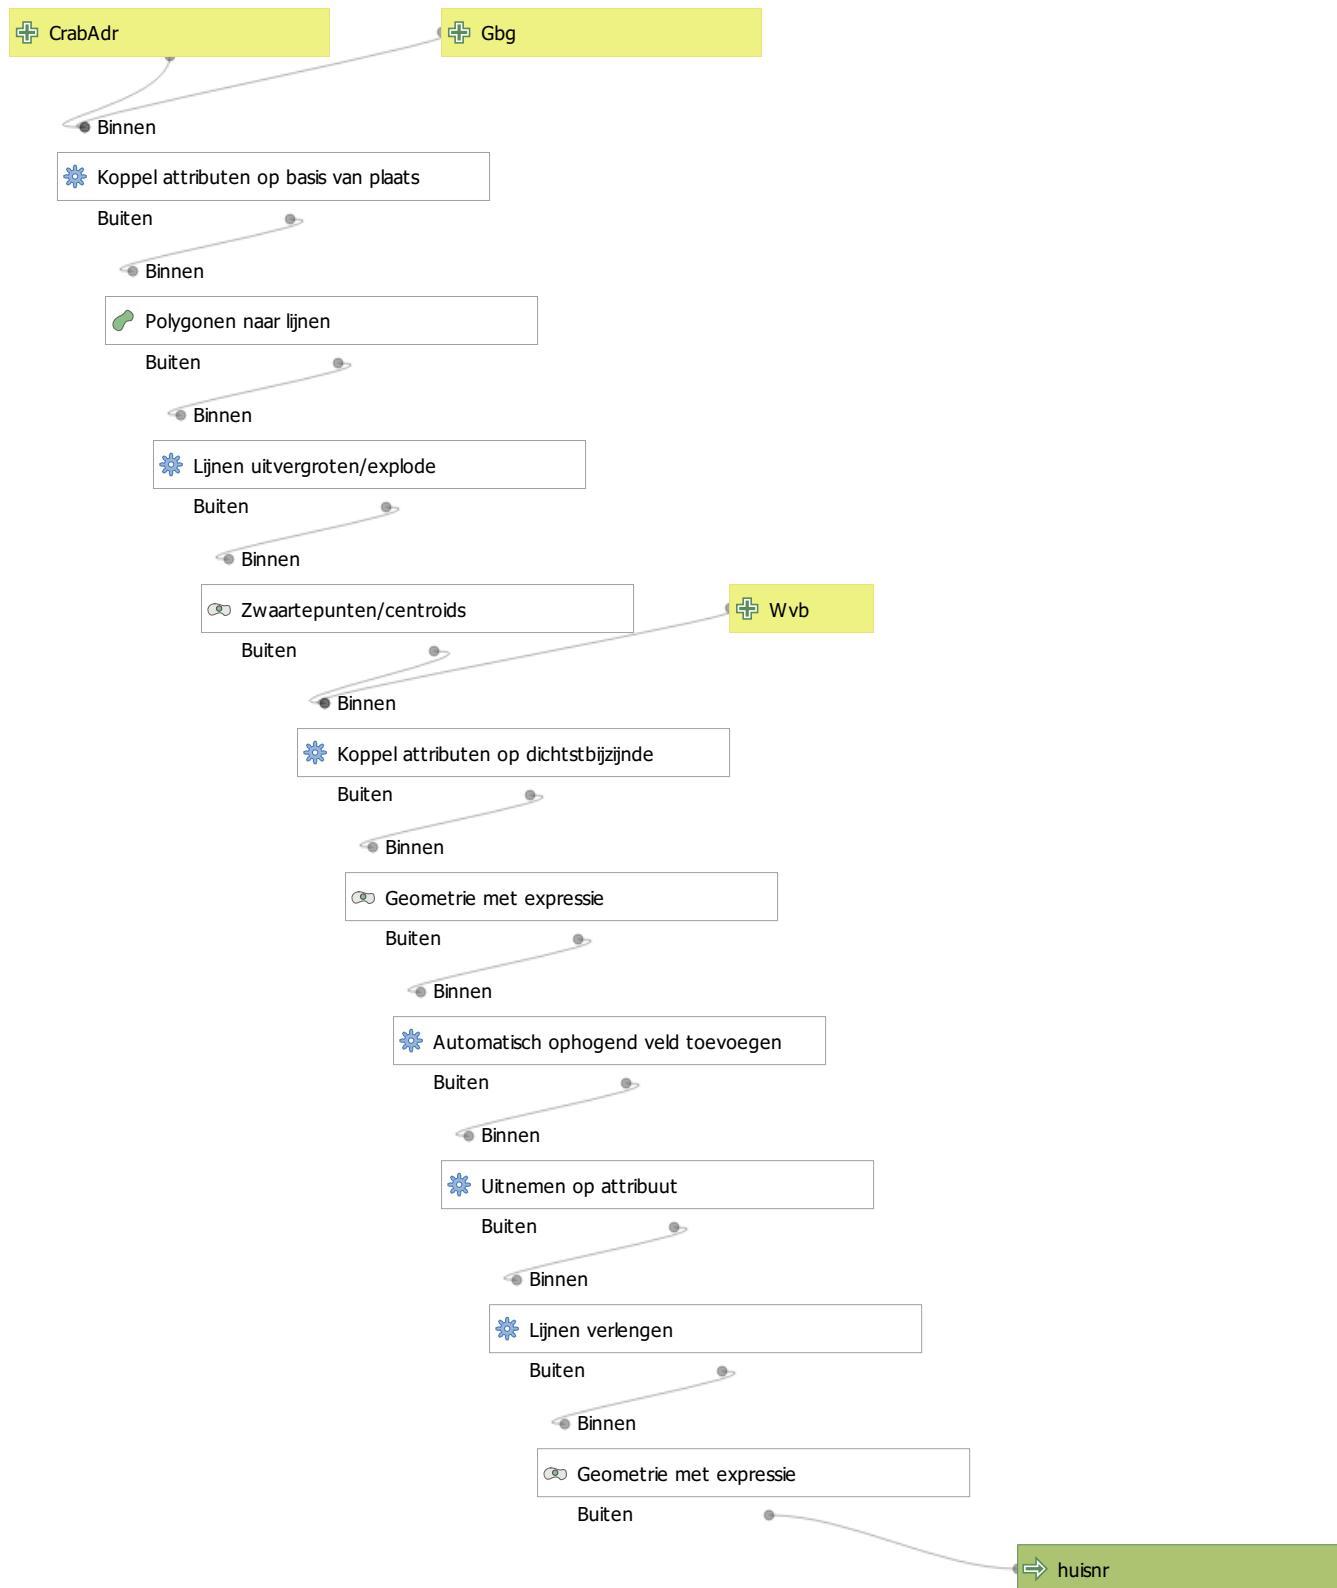 CrabAdr
Gbg
Binnen
Koppel attributen op basis van plaats
Buiten
Binnen
Polygonen naar lijnen
Buiten
Binnen
Lijnen uitvergroten/explode
Buiten
Binnen
Zwaartepunten/centroids
Wvb
Buiten
Binnen
Koppel attributen op dichtstbijzijnde
Buiten
Binnen
Geometrie met expressie
Buiten
Binnen
Automatisch ophogend veld toevoegen
Buiten
Binnen
Uitnemen op attribuut
Buiten
Binnen
Lijnen verlengen
Buiten
Binnen
Geometrie met expressie
Buiten
huisnr